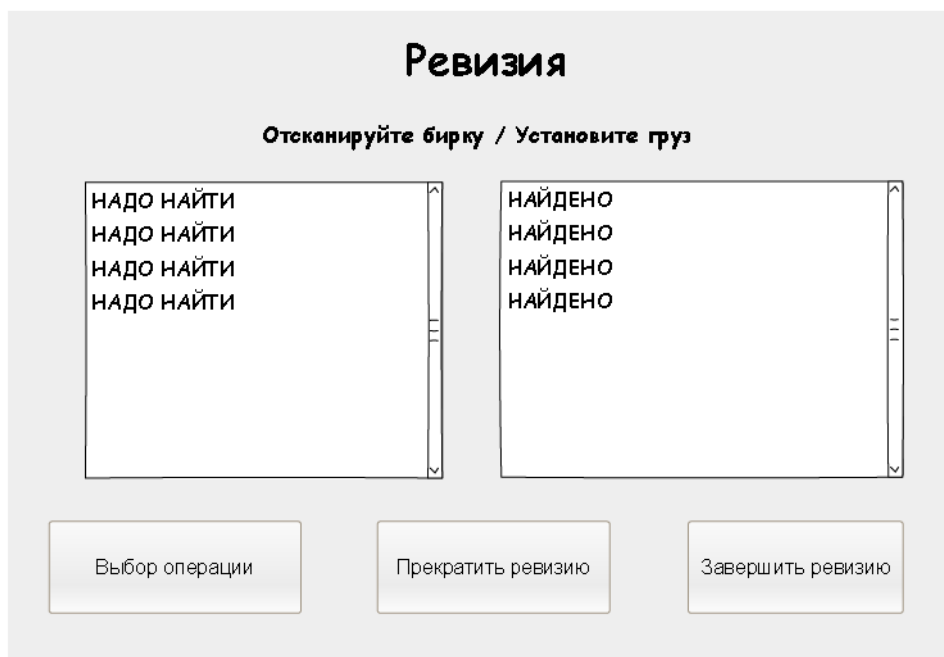 Ревизия
Отсканируйте бирку / Установите груз
НАДО НАЙТИ
НАДО НАЙТИ
НАДО НАЙТИ
НАДО НАЙТИ
НАЙДЕНО
НАЙДЕНО
НАЙДЕНО
НАЙДЕНО
Выбор операции
Прекратить ревизию
Завершить ревизию